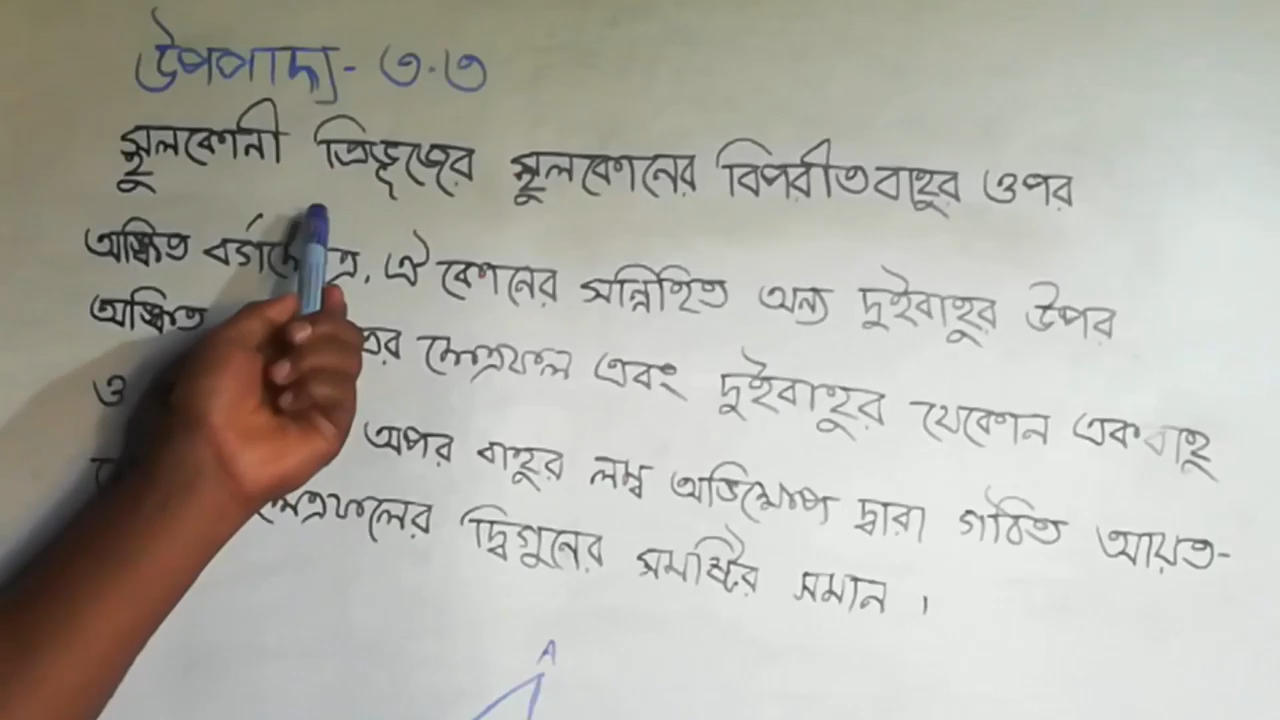 উপপাদ্য - ৩.৩
স্থূলকোনী ত্রিভূজের স্থূলকোনের বিপরীত বাহুর ওপর
অঙ্কিত বর্গক্ষেত্র, ঐ কোনের সন্নিহিত অন্য দুইবাহুর উপর
অঙ্কিত ক্ষেত্রফল এবং দুইবাহুর যেকোন একবাহু
ও অপর বাহুর লম্ব অভিক্ষেপ দ্বারা গঠিত আয়ত-
ক্ষেত্রফলের দ্বিগুনের সমষ্টির সমান ।
A